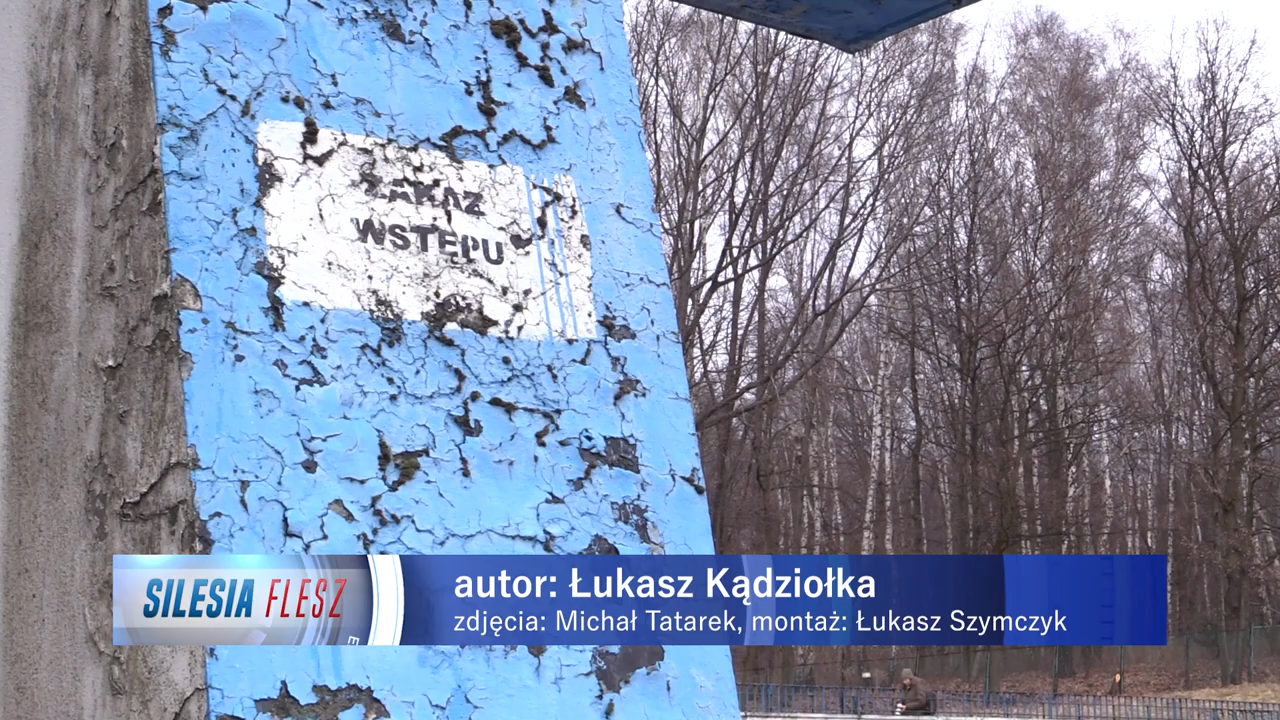 ZAKAZ
WSTĘPU
SILESIA FLESZ
autor: Łukasz Kądziołka
zdjęcia: Michał Tatarek, montaż: Łukasz Szymczyk